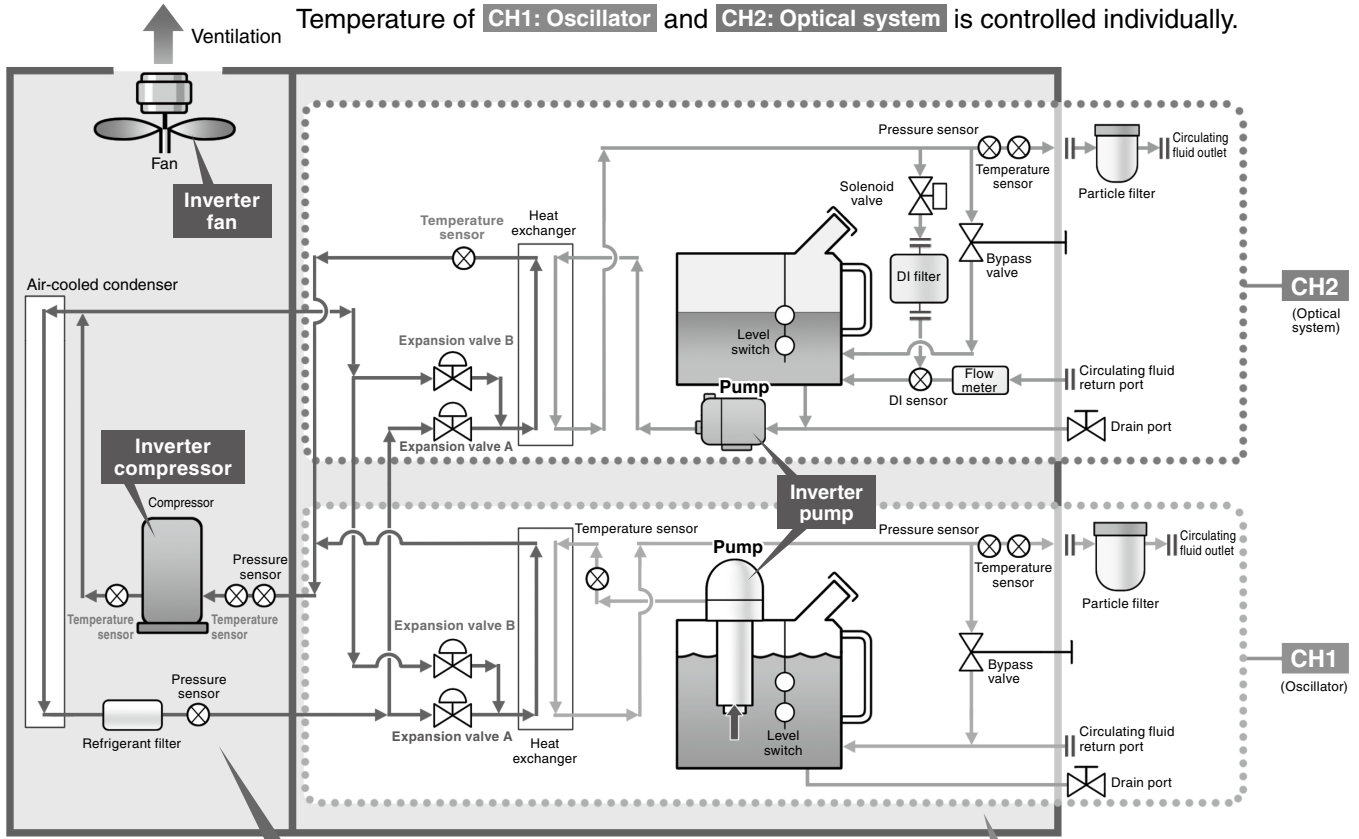 Temperature of CH1: Oscillator and CH2: Optical system is controlled individually.
Ventilation
Fan
Inverter
fan
Air-cooled condenser
Inverter
compressor
Compressor
Pressure
sensor
Temperature
sensor
Temperature
sensor
Pressure
sensor
Refrigerant filter
Temperature
sensor
Heat
exchanger
Expansion valve B
Expansion valve A
Pressure sensor
Temperature
sensor
Circulating
fluid outlet
Particle filter
Solenoid
valve
DI filter
Bypass
valve
Level
switch
Pump
DI sensor
Flow
meter
Circulating fluid
return port
Drain port
CH2
(Optical
system)
Inverter
pump
Temperature sensor
Pump
Pressure sensor
Temperature
sensor
Circulating
fluid outlet
Particle filter
Expansion valve B
Expansion valve A
Heat
exchanger
Level
switch
Bypass
valve
Circulating fluid
return port
Drain port
CH1
(Oscillator)